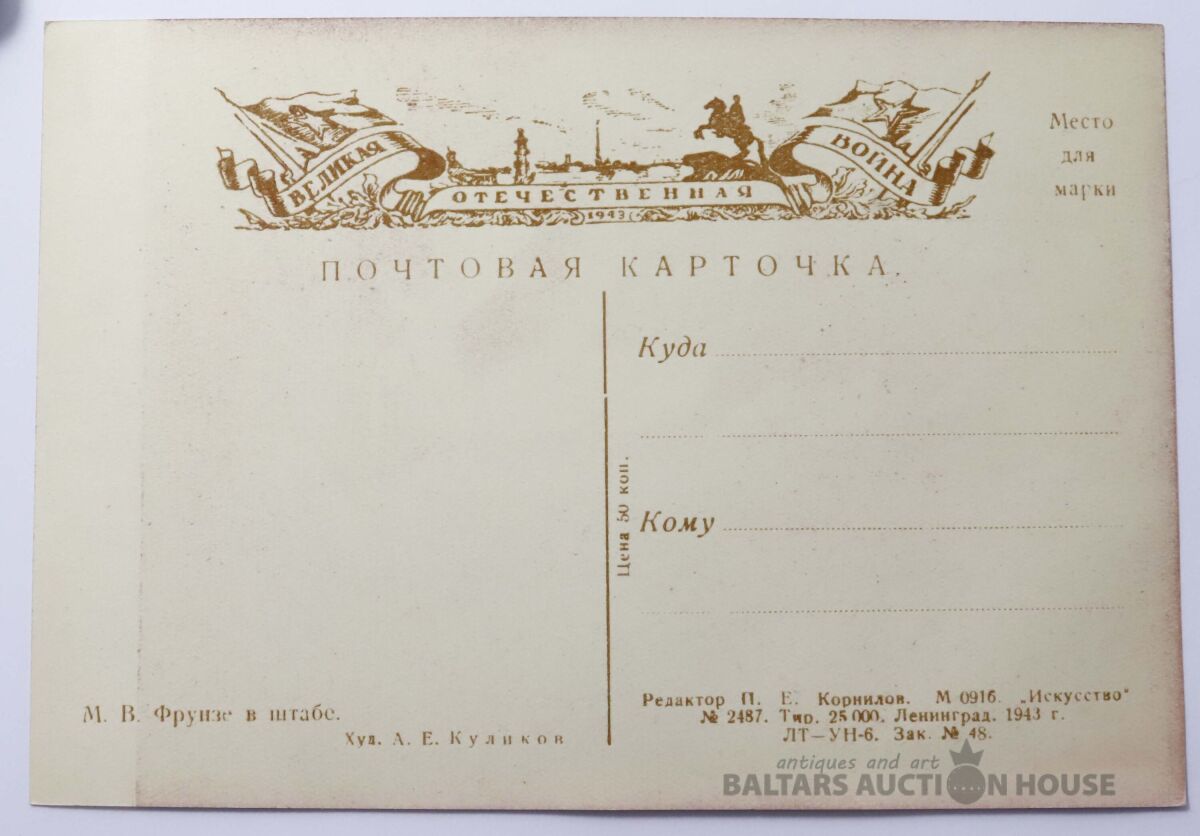 ВЕЛИКАЯ
ОТЕЧЕСТВЕННАЯ
ВОЙНА
1943
Место
для
марки
ПОЧТОВАЯ КАРТОЧКА.
Куда
Цена 50 коп.
Кому
М. В. Фрунзе в штабе.
Худ. А. Е. Куликов
Редактор П. Е. Корнилов. М 0916. „Искусство"
№ 2487. Тир. 25 000. Ленинград. 1943 г.
ЛТ—УН-6. Зак. № 48.
antiques and art
BALTARS AUCTION HOUSE